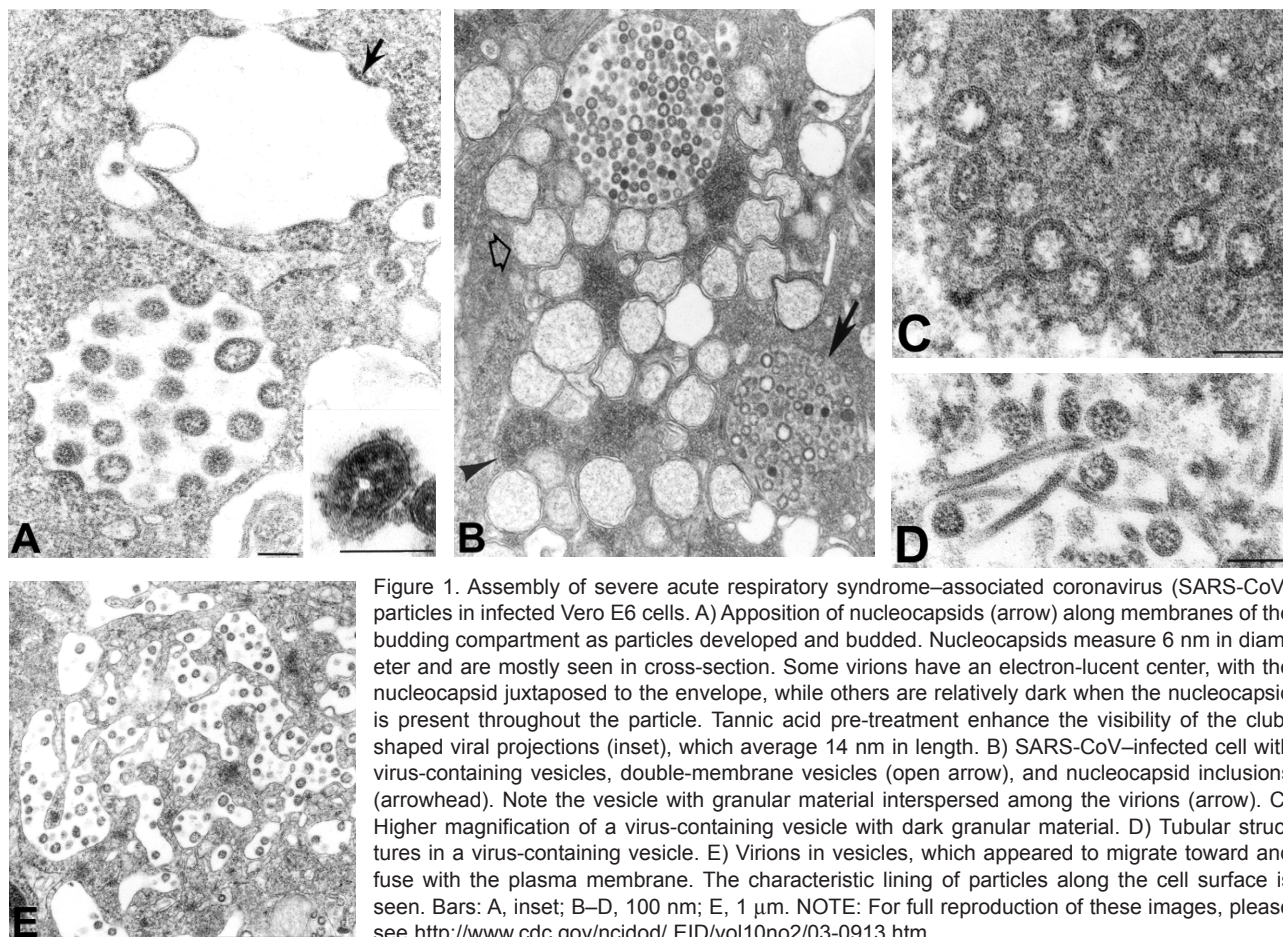 A
B
C
D
E
Figure 1. Assembly of severe acute respiratory syndrome–associated coronavirus (SARS-CoV
particles in infected Vero E6 cells. A) Apposition of nucleocapsids (arrow) along membranes of the
budding compartment as particles developed and budded. Nucleocapsids measure 6 nm in diam
eter and are mostly seen in cross-section. Some virions have an electron-lucent center, with the
nucleocapsid juxtaposed to the envelope, while others are relatively dark when the nucleocapsid
is present throughout the particle. Tannic acid pre-treatment enhance the visibility of the club
shaped viral projections (inset), which average 14 nm in length. B) SARS-CoV–infected cell with
virus-containing vesicles, double-membrane vesicles (open arrow), and nucleocapsid inclusions
(arrowhead). Note the vesicle with granular material interspersed among the virions (arrow). C
Higher magnification of a virus-containing vesicle with dark granular material. D) Tubular struc
tures in a virus-containing vesicle. E) Virions in vesicles, which appeared to migrate toward and
fuse with the plasma membrane. The characteristic lining of particles along the cell surface is
seen. Bars: A, inset; B–D, 100 nm; E, 1 µm. NOTE: For full reproduction of these images, please
see http://www.cdc.gov/ncidod/ EID/vol10no2/03-0913.htm